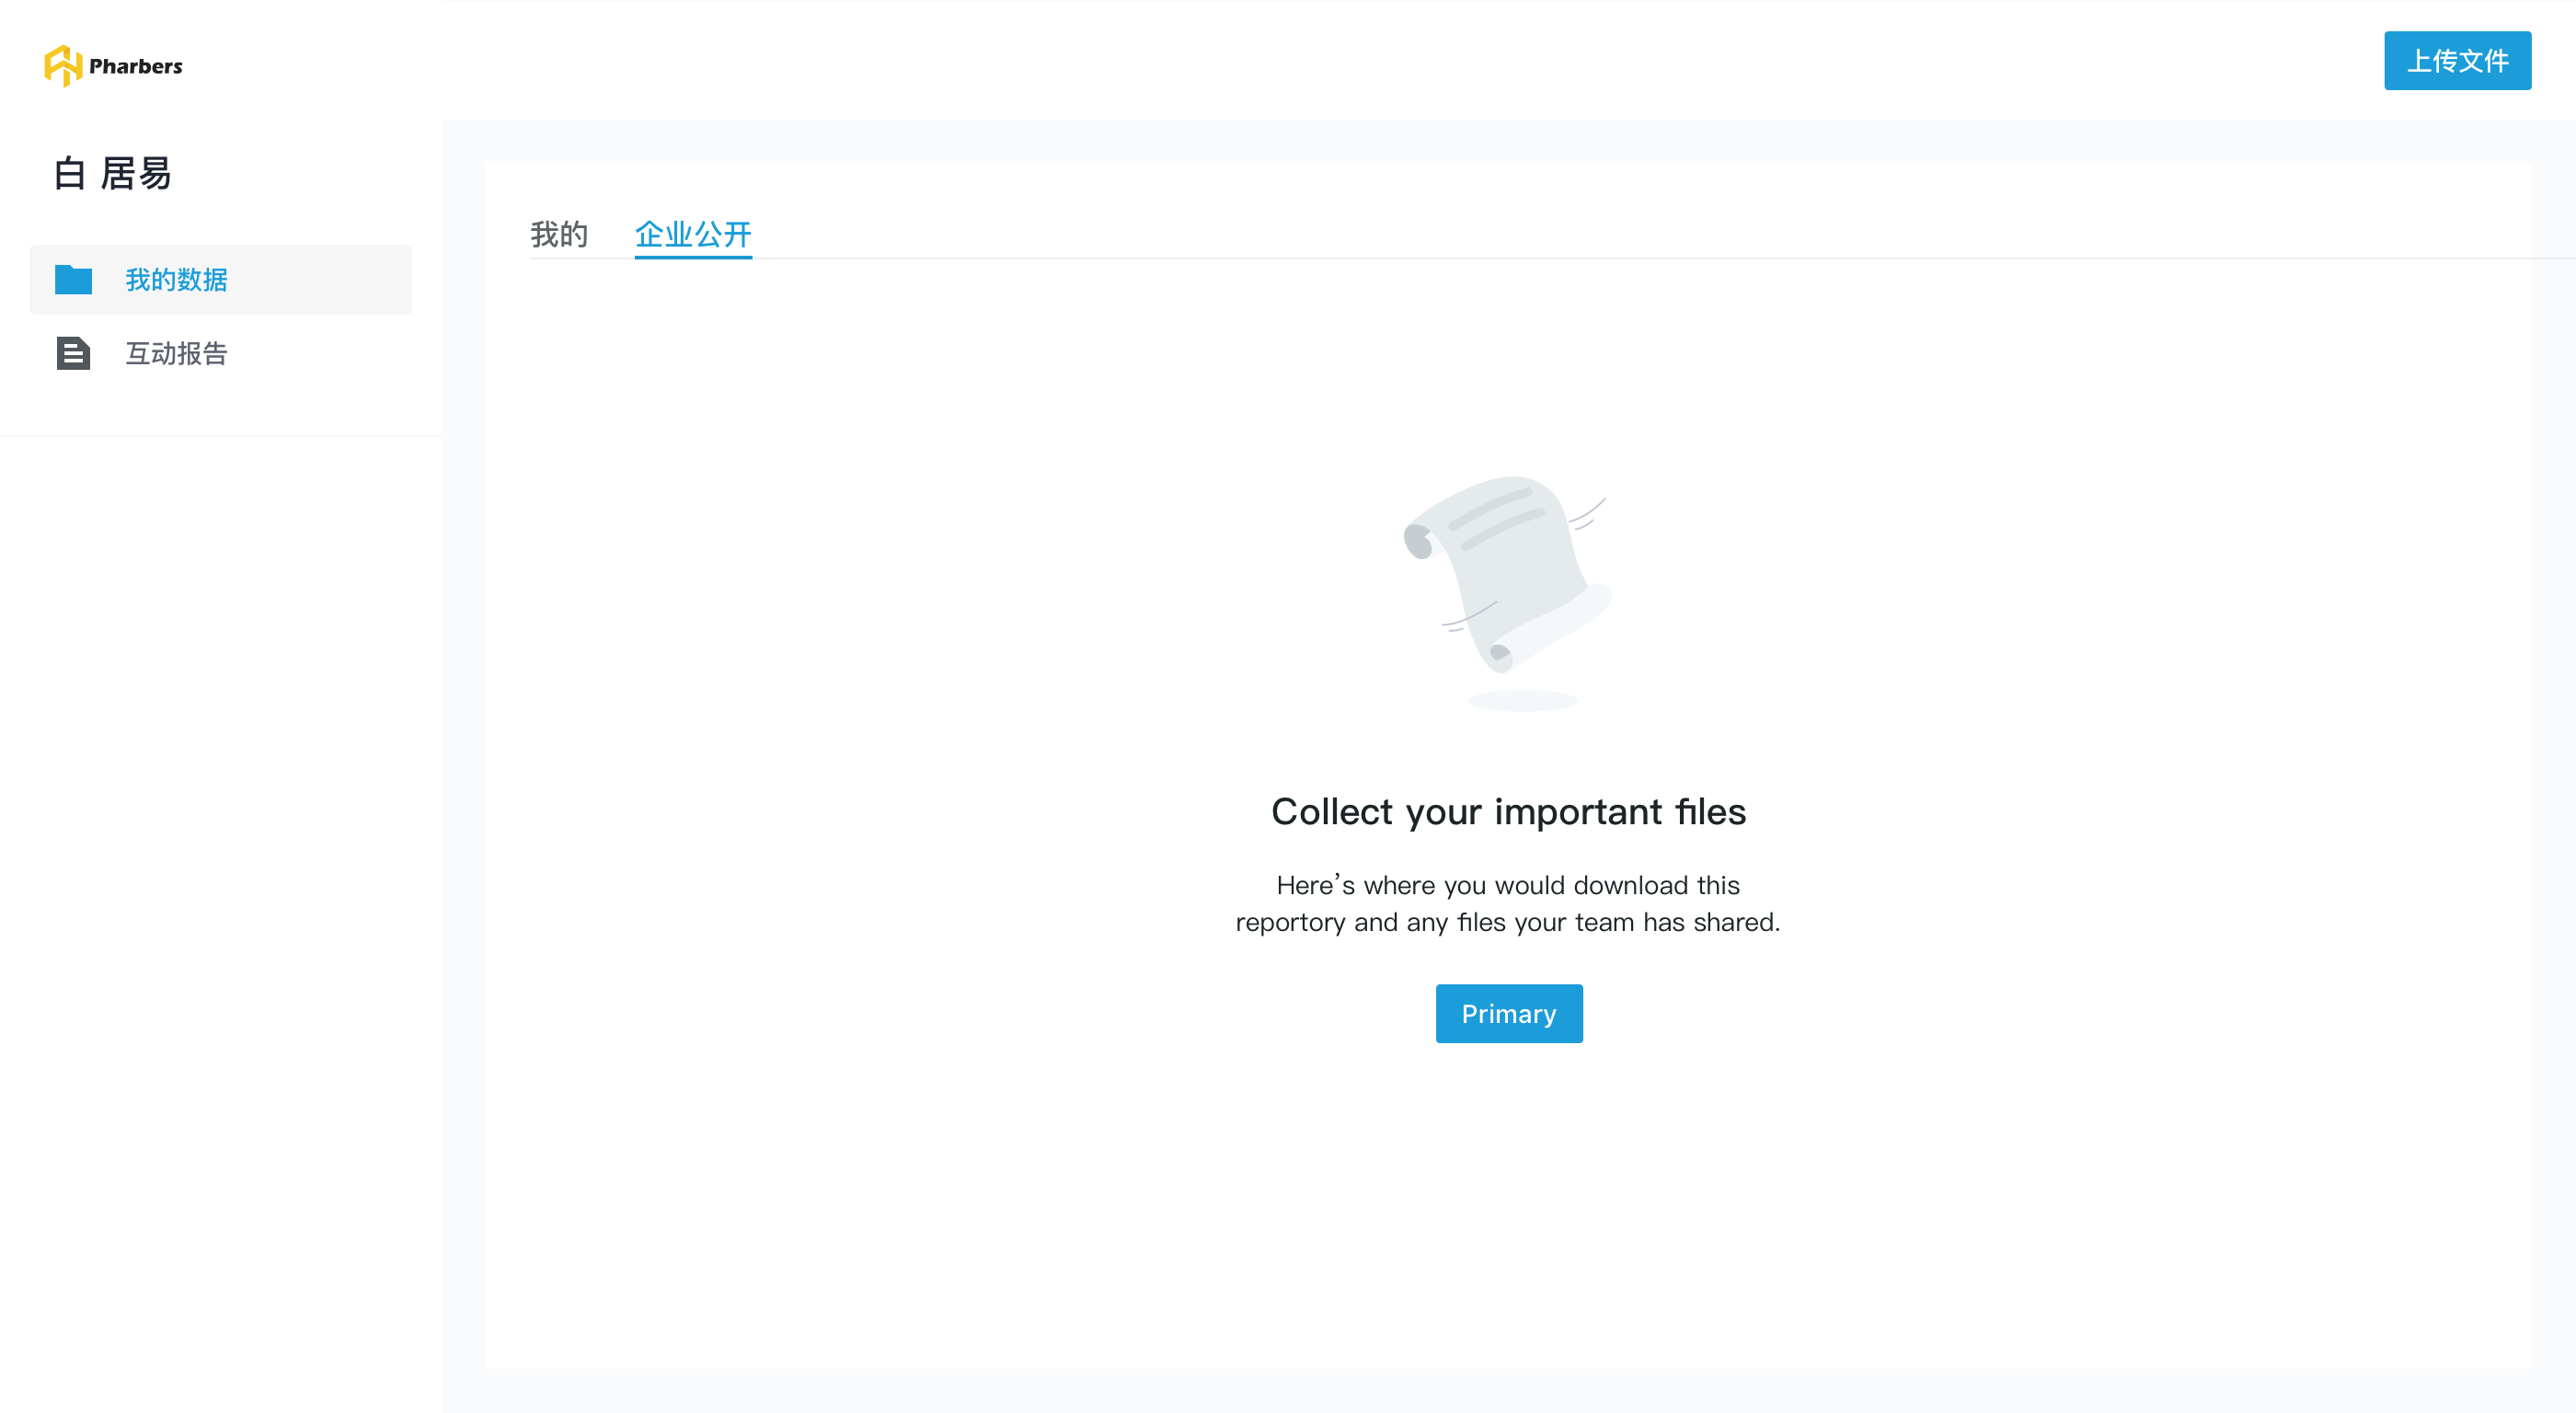 Pharbers
上传文件
白 居易
我的 企业公开
我的数据
互动报告
Collect your important files
Here’s where you would download this
reportory and any files your team has shared.
Primary